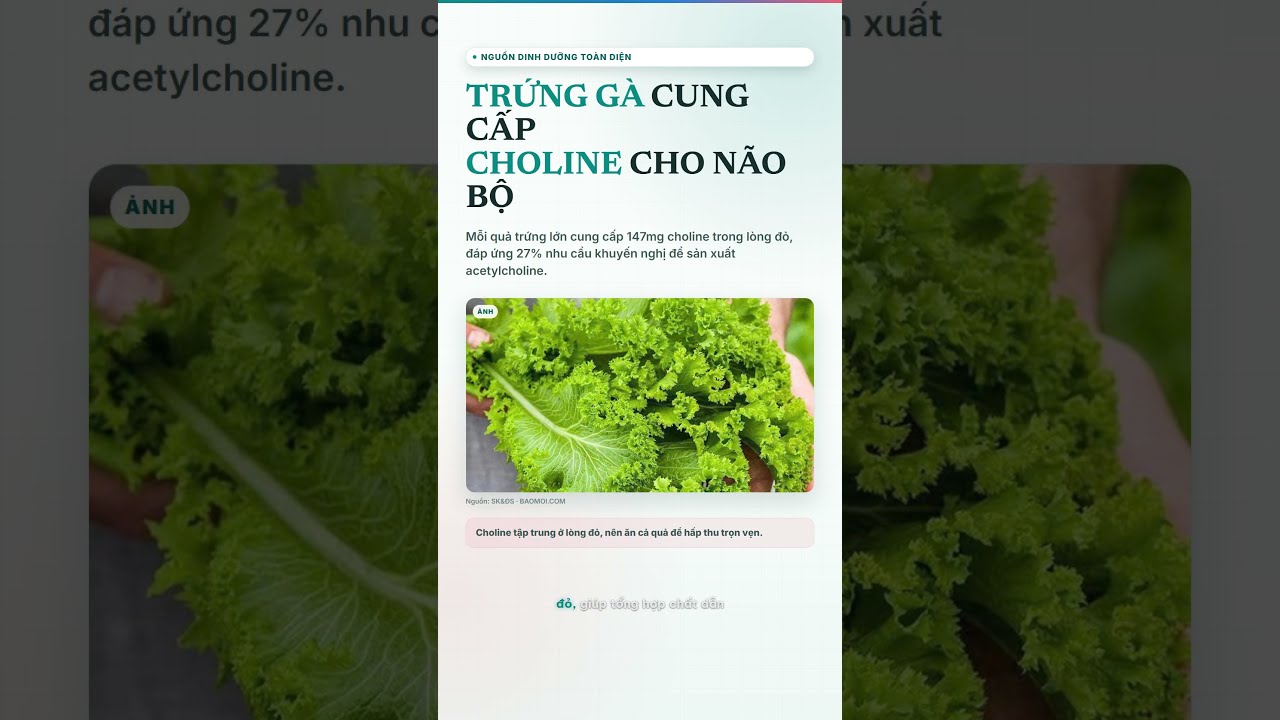 đáp ứng 27% nhu c
n xuất
acetylcholine.
ẢNH
NGUỒN DINH DƯỠNG TOÀN DIỆN
TRỨNG GÀ CUNG
CẤP
CHOLINE CHO NÃO
BỘ
Mỗi quả trứng lớn cung cấp 147mg choline trong lòng đỏ,
đáp ứng 27% nhu cầu khuyến nghị để sản xuất
acetylcholine.
ẢNH
Nguồn: SK&ĐS - BAOMOI.COM
Choline tập trung ở lòng đỏ, nên ăn cả quả để hấp thu trọn vẹn.
đỏ, giúp tổng hợp chất dẫn